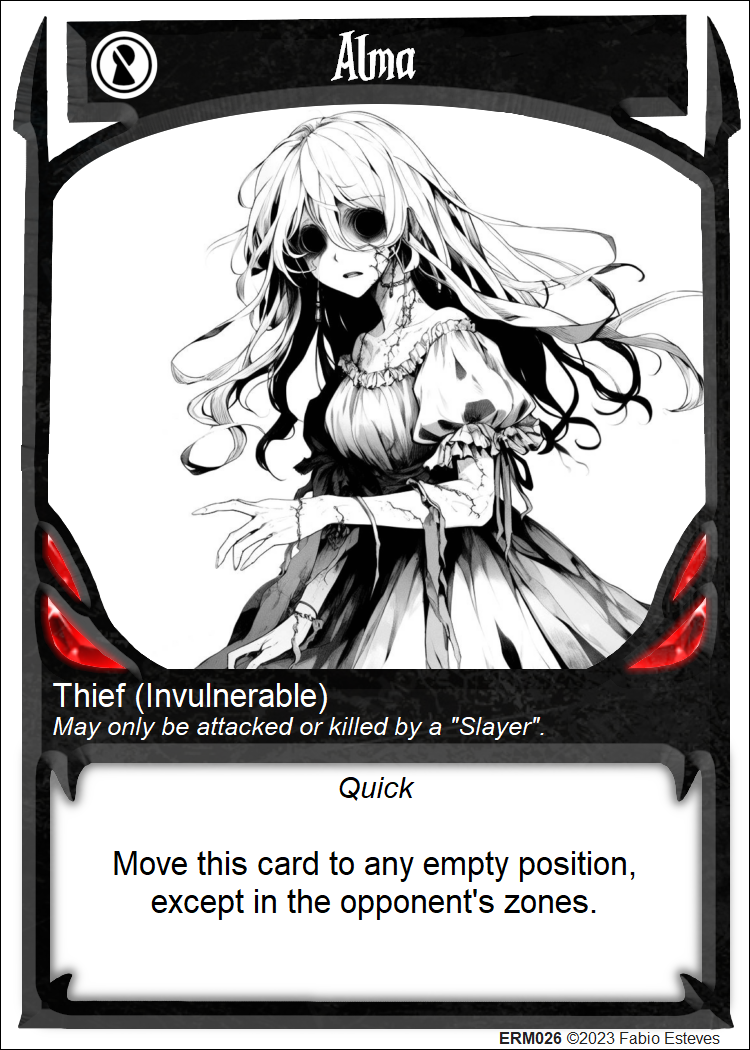 Alma
Thief (Invulnerable)
May only be attacked or killed by a "Slayer".
Quick
Move this card to any empty position,
except in the opponent's zones.
ERM026 ©2023 Fabio Esteves